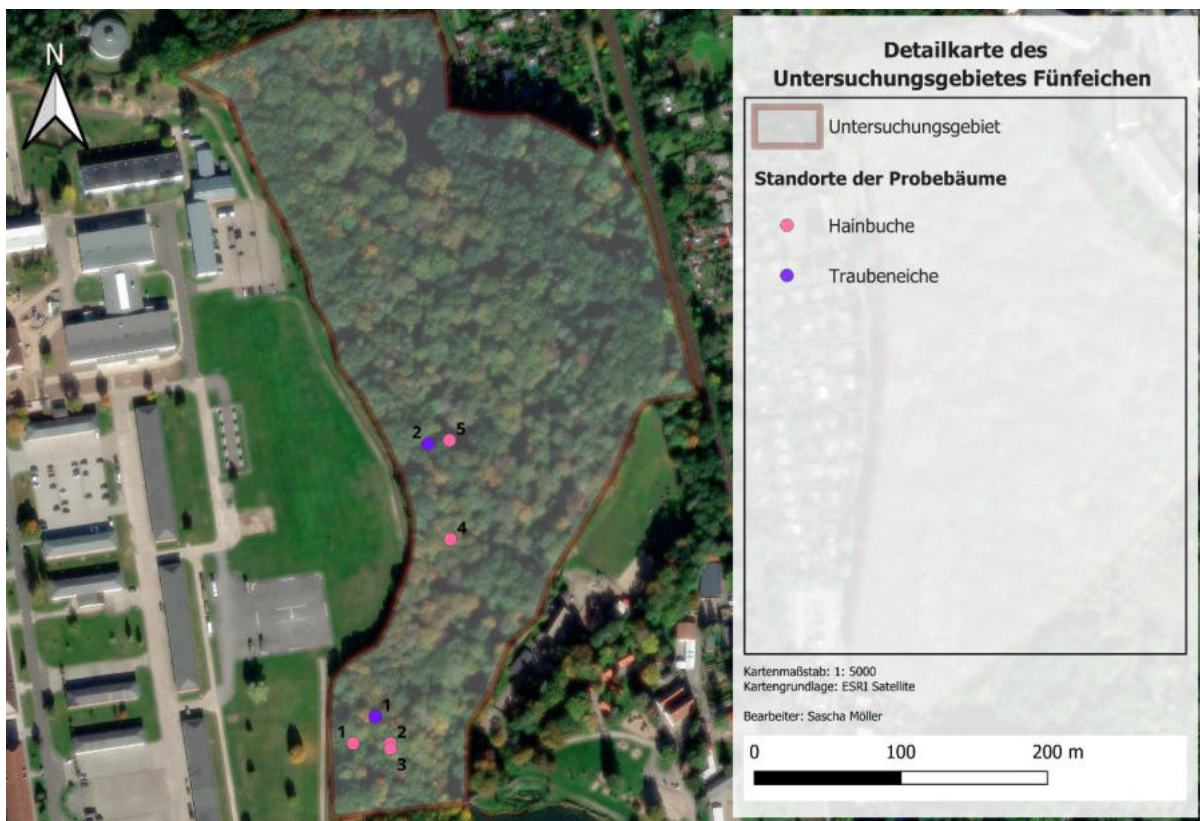 N
Detailkarte des
Untersuchungsgebietes Fünfeichen
Untersuchungsgebiet
Standorte der Probebäume
Hainbuche
Traubeneiche
2 5
4
1
1 2
3
Kartenmaßstab: 1: 5000
Kartengrundlage: ESRI Satellite
Bearbeiter: Sascha Möller
0 100 200 m